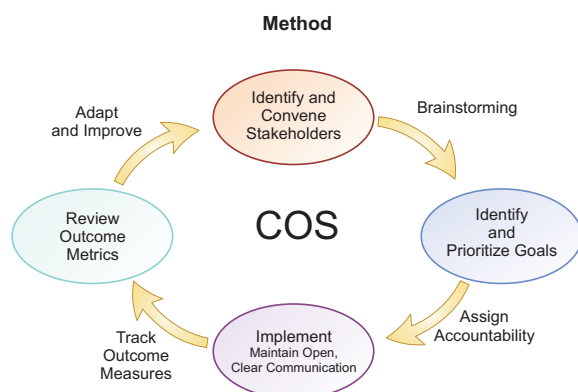 Method
Identify and
Convene
Stakeholders
Brainstorming
Identify
and
Prioritize Goals
Assign
Accountability
Implement
Maintain Open,
Clear Communication
Track
Outcome
Measures
Review
Outcome
Metrics
Adapt
and Improve
COS